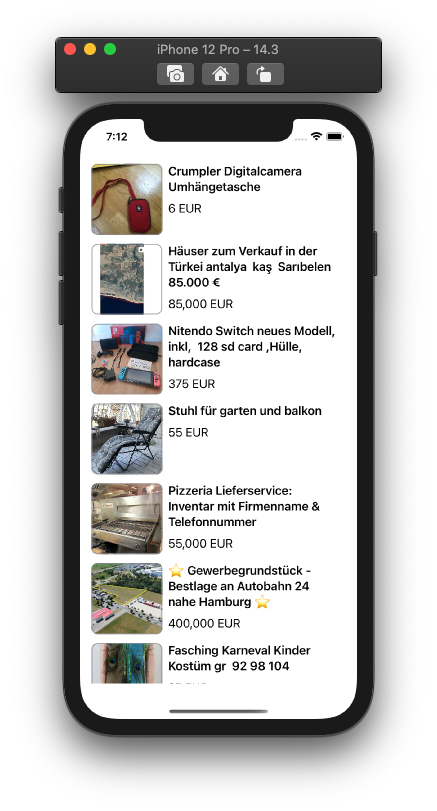 iPhone 12 Pro – 14.3
7:12
Crumpler Digitalcamera
Umhängetasche
6 EUR
Häuser zum Verkauf in der
Türkei antalya  kaş  Sarıbelen
85.000 €
85,000 EUR
Nitendo Switch neues Modell,
inkl,  128 sd card ,Hülle,
hardcase
375 EUR
Stuhl für garten und balkon
55 EUR
Pizzeria Lieferservice:
Inventar mit Firmenname &
Telefonnummer
55,000 EUR
⭐ Gewerbegrundstück -
Bestlage an Autobahn 24
nahe Hamburg ⭐
400,000 EUR
Fasching Karneval Kinder
Kostüm gr  92 98 104